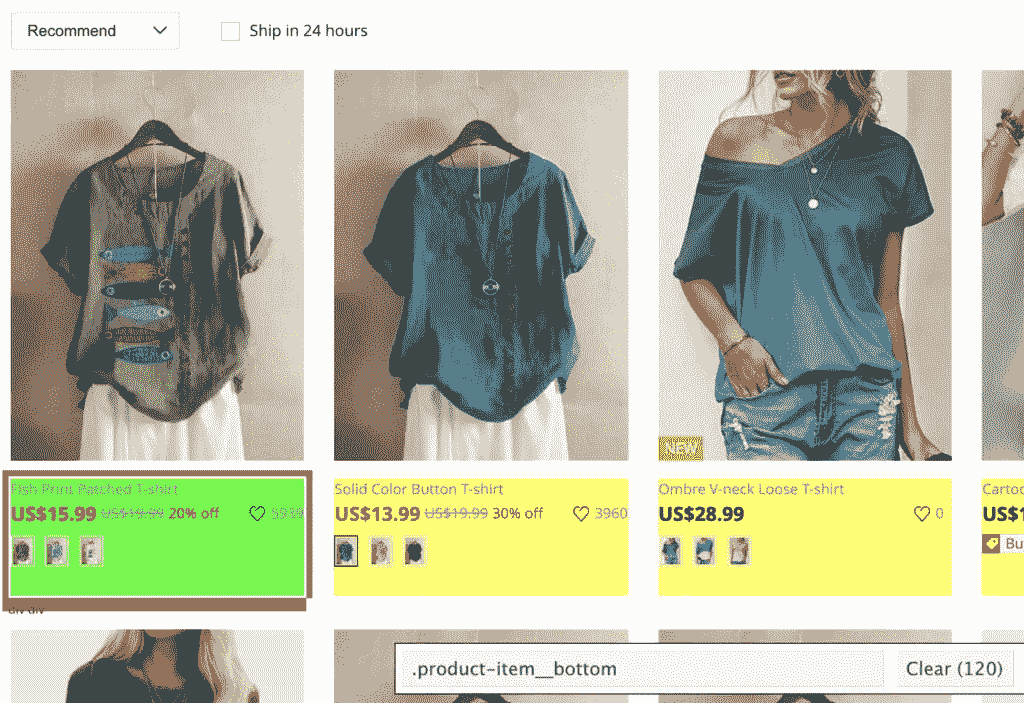 Recommend
Ship in 24 hours
NEW
Fish Print Patched T-shirt
US$15.99 US$19.99 20% off 5939
Solid Color Button T-shirt
US$13.99 US$19.99 30% off 3960
Ombre V-neck Loose T-shirt
US$28.99 0
Cartoo
US$1
Bu
div div
.product-item__bottom
Clear (120)